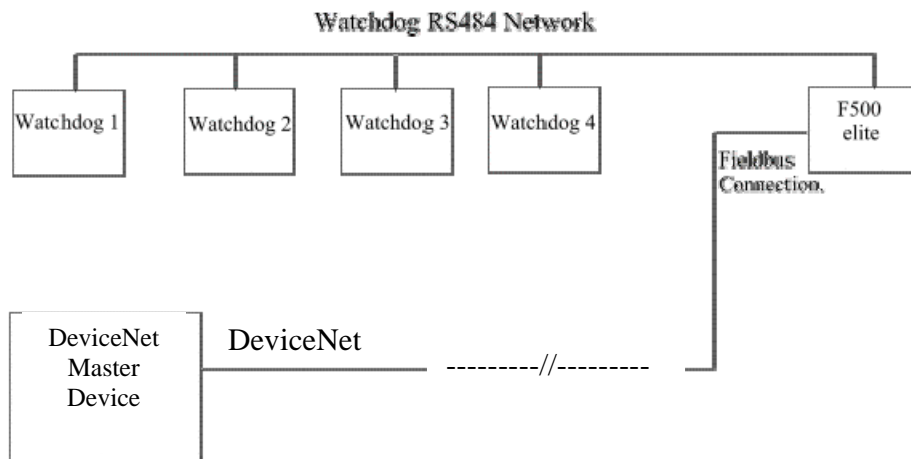 Watchdog RS484 Network
Watchdog 1
Watchdog 2
Watchdog 3
Watchdog 4
F500
elite
Fieldbus
Connection.
DeviceNet
Master
Device
DeviceNet
---------//---------